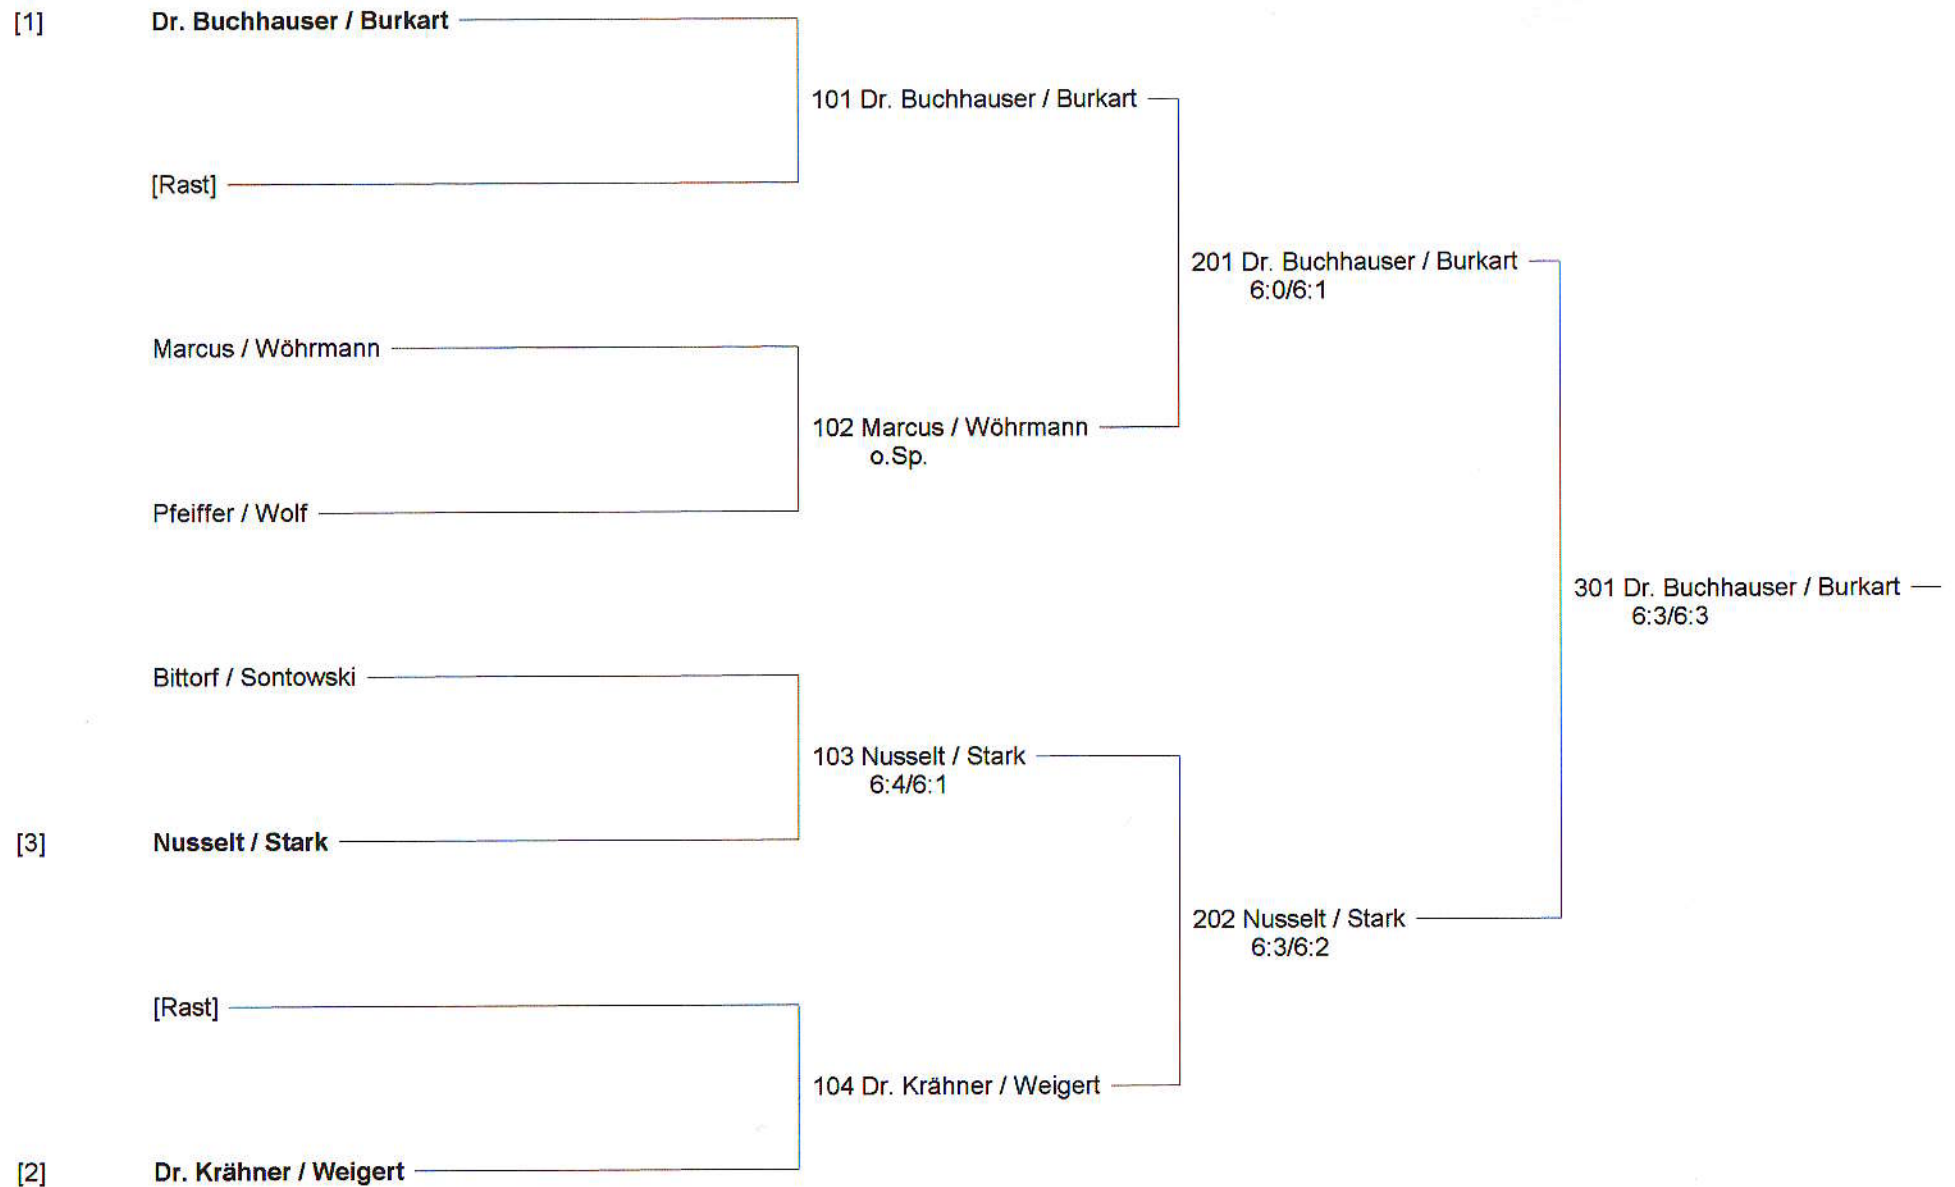 [1] Dr. Buchhauser / Burkart
101 Dr. Buchhauser / Burkart
[Rast]
201 Dr. Buchhauser / Burkart
6:0/6:1
Marcus / Wöhrmann
102 Marcus / Wöhrmann
o.Sp.
Pfeiffer / Wolf
301 Dr. Buchhauser / Burkart
6:3/6:3
Bittorf / Sontowski
103 Nusselt / Stark
6:4/6:1
[3] Nusselt / Stark
202 Nusselt / Stark
6:3/6:2
[Rast]
104 Dr. Krähner / Weigert
[2] Dr. Krähner / Weigert